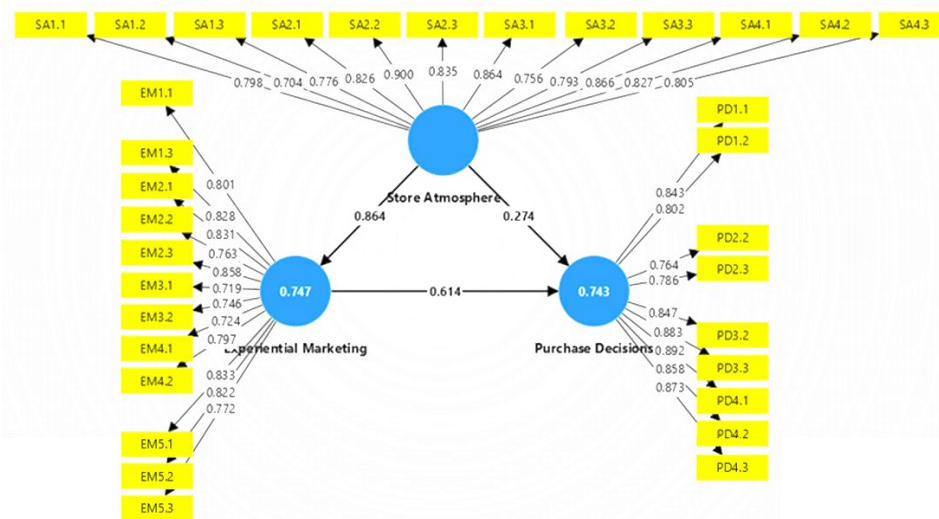 SA1.1 SA1.2 SA1.3 SA2.1 SA2.2 SA2.3 SA3.1 SA3.2 SA3.3 SA4.1 SA4.2 SA4.3
0.798 0.704 0.776 0.826 0.900 0.835 0.864 0.756 0.793 0.866 0.827 0.805
Store Atmosphere
0.864
0.274
EM1.1
EM1.3
EM2.1
EM2.2
EM2.3
EM3.1
EM3.2
EM4.1
EM4.2
EM5.1
EM5.2
EM5.3
0.801
0.828
0.831
0.763
0.858
0.719
0.746
0.724
0.797
0.833
0.822
0.772
0.747
Experiential Marketing
0.614
0.743
Purchase Decisions
0.843
0.802
0.764
0.786
0.847
0.883
0.892
0.858
0.873
PD1.1
PD1.2
PD2.2
PD2.3
PD3.2
PD3.3
PD4.1
PD4.2
PD4.3